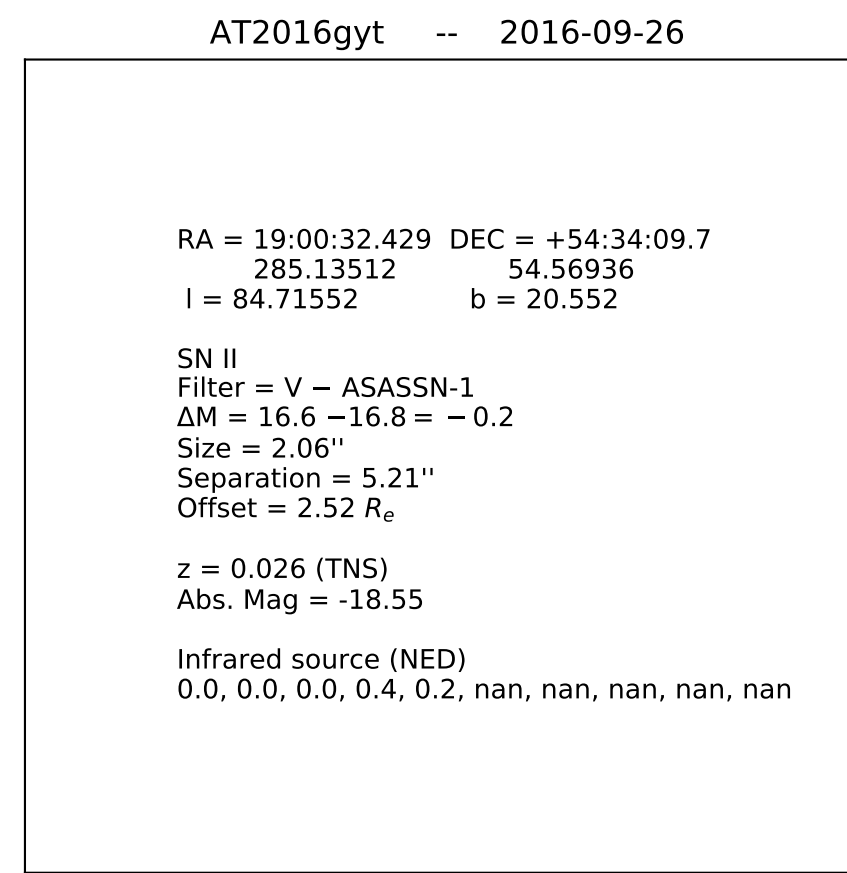 AT2016gyt -- 2016-09-26
RA = 19:00:32.429 DEC = +54:34:09.7
285.13512 54.56936
l = 84.71552 b = 20.552
SN II
Filter = V − ASASSN-1
ΔM = 16.6 −16.8 = −0.2
Size = 2.06''
Separation = 5.21''
Offset = 2.52 Rₑ
z = 0.026 (TNS)
Abs. Mag = -18.55
Infrared source (NED)
0.0, 0.0, 0.0, 0.4, 0.2, nan, nan, nan, nan, nan